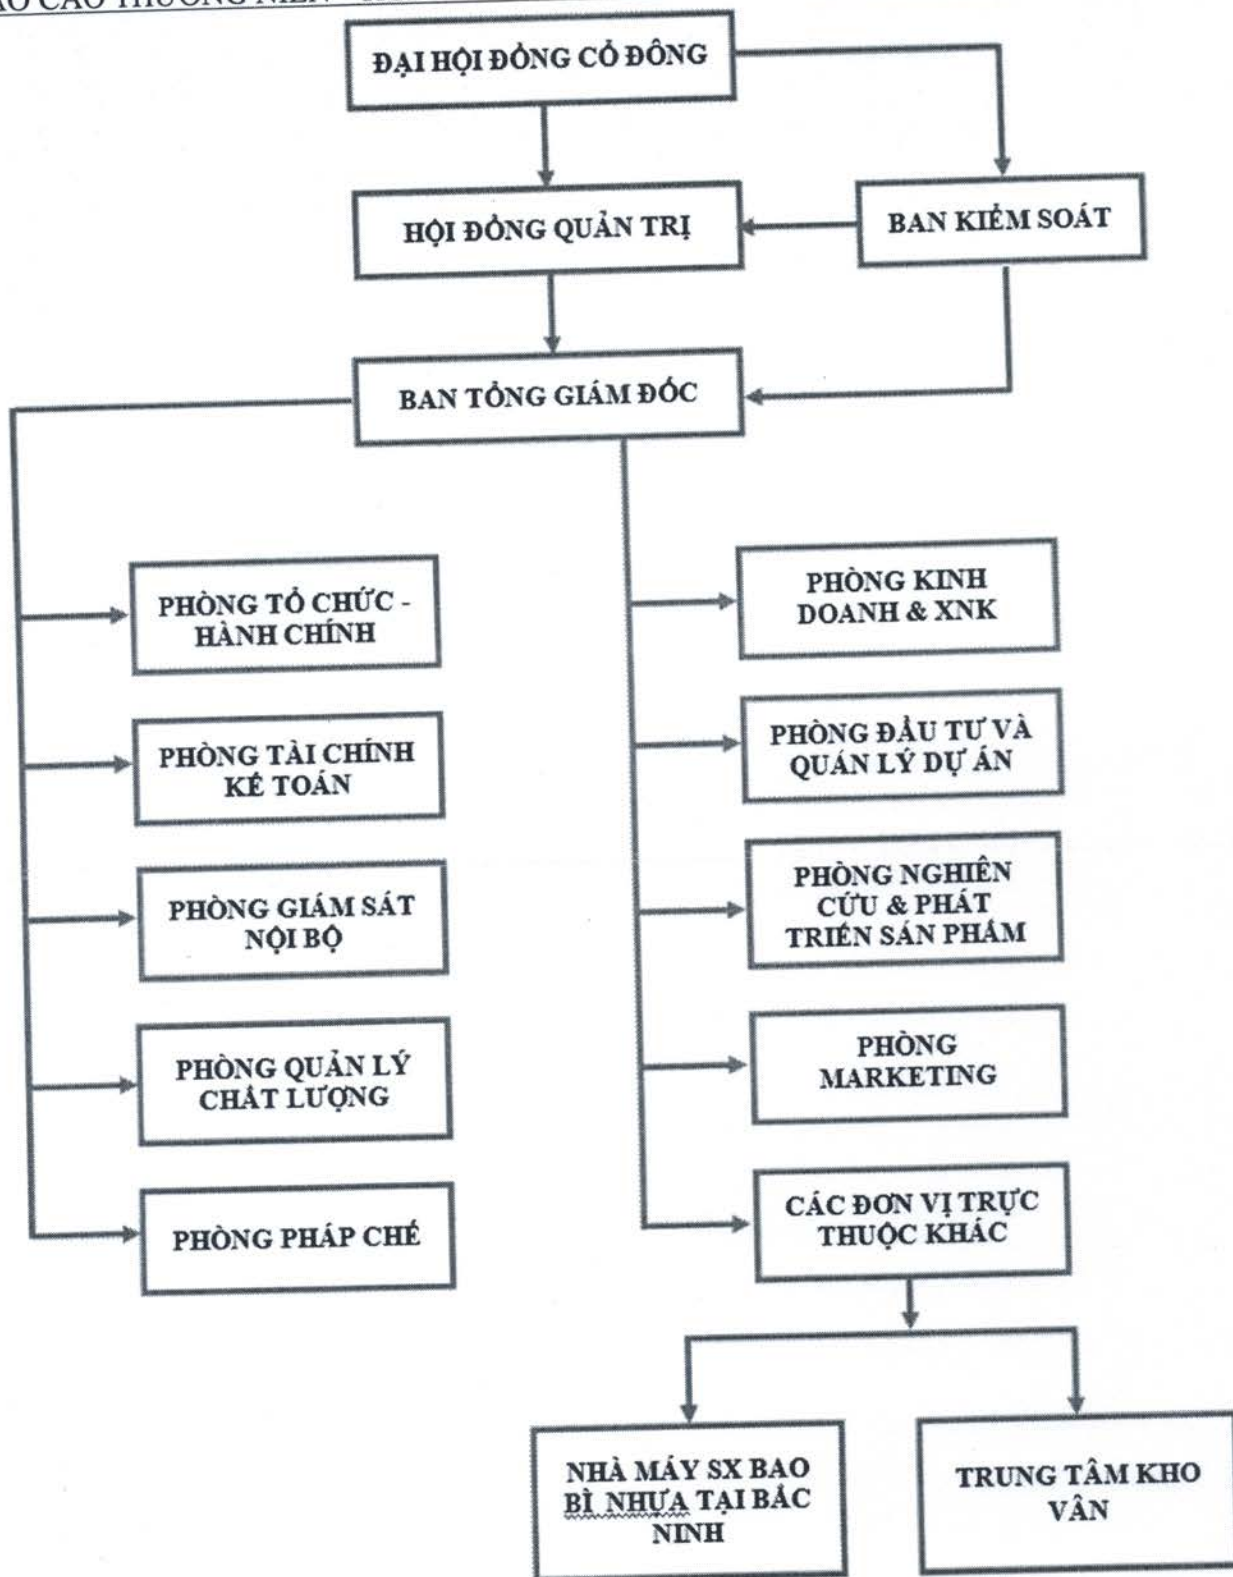 ĐẠI HỘI ĐỒNG CỔ ĐÔNG
HỘI ĐỒNG QUẢN TRỊ
BAN KIỂM SOÁT
BAN TỔNG GIÁM ĐỐC
PHÒNG TỔ CHỨC -
HÀNH CHÍNH
PHÒNG TÀI CHÍNH
KẾ TOÁN
PHÒNG GIÁM SÁT
NỘI BỘ
PHÒNG QUẢN LÝ
CHẤT LƯỢNG
PHÒNG PHÁP CHẾ
PHÒNG KINH
DOANH & XNK
PHÒNG ĐẦU TƯ VÀ
QUẢN LÝ DỰ ÁN
PHÒNG NGHIÊN
CỨU & PHÁT
TRIỂN SẢN PHẨM
PHÒNG
MARKETING
CÁC ĐƠN VỊ TRỰC
THUỘC KHÁC
NHÀ MÁY SX BAO
BÌ NHỰA TẠI BẮC
NINH
TRUNG TÂM KHO
VẬN